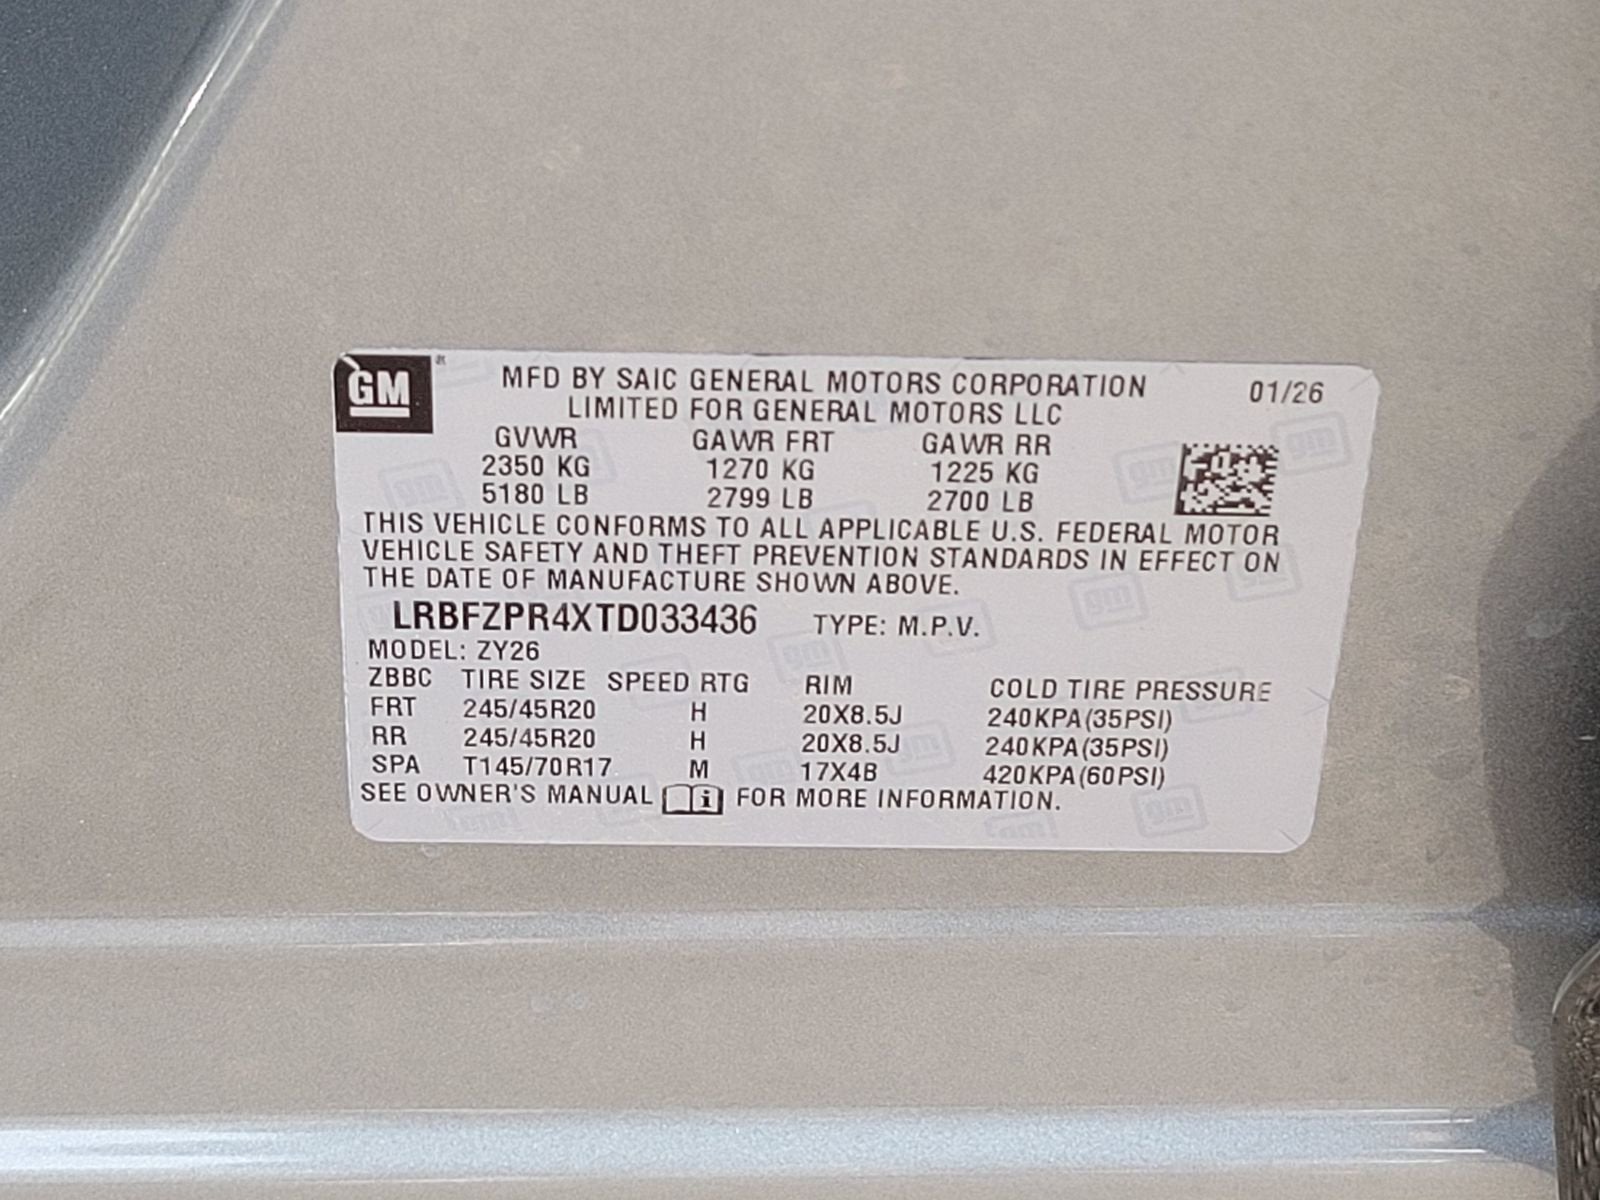 GM
MFD BY SAIC GENERAL MOTORS CORPORATION 01/26
LIMITED FOR GENERAL MOTORS LLC
GVWR GAWR FRT GAWR RR
2350 KG 1270 KG 1225 KG
5180 LB 2799 LB 2700 LB
THIS VEHICLE CONFORMS TO ALL APPLICABLE U.S. FEDERAL MOTOR
VEHICLE SAFETY AND THEFT PREVENTION STANDARDS IN EFFECT ON
THE DATE OF MANUFACTURE SHOWN ABOVE.
LRBFZPR4XTD033436 TYPE: M.P.V.
MODEL: ZY26
ZBBC TIRE SIZE SPEED RTG RIM COLD TIRE PRESSURE
FRT 245/45R20 H 20X8.5J 240KPA(35PSI)
RR 245/45R20 H 20X8.5J 240KPA(35PSI)
SPA T145/70R17 M 17X4B 420KPA(60PSI)
SEE OWNER'S MANUAL i FOR MORE INFORMATION.